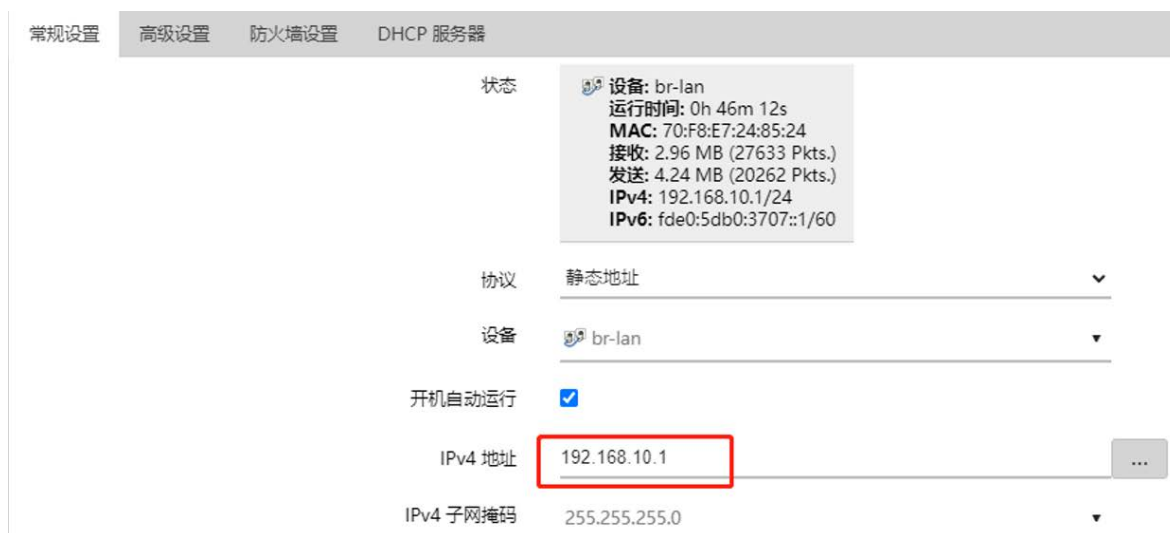 常规设置 高级设置 防火墙设置 DHCP 服务器
状态
设备: br-lan
运行时间: 0h 46m 12s
MAC: 70:F8:E7:24:85:24
接收: 2.96 MB (27633 Pkts.)
发送: 4.24 MB (20262 Pkts.)
IPv4: 192.168.10.1/24
IPv6: fde0:5db0:3707::1/60
协议 静态地址
设备 br-lan
开机自动运行
IPv4 地址 192.168.10.1 ...
IPv4 子网掩码 255.255.255.0